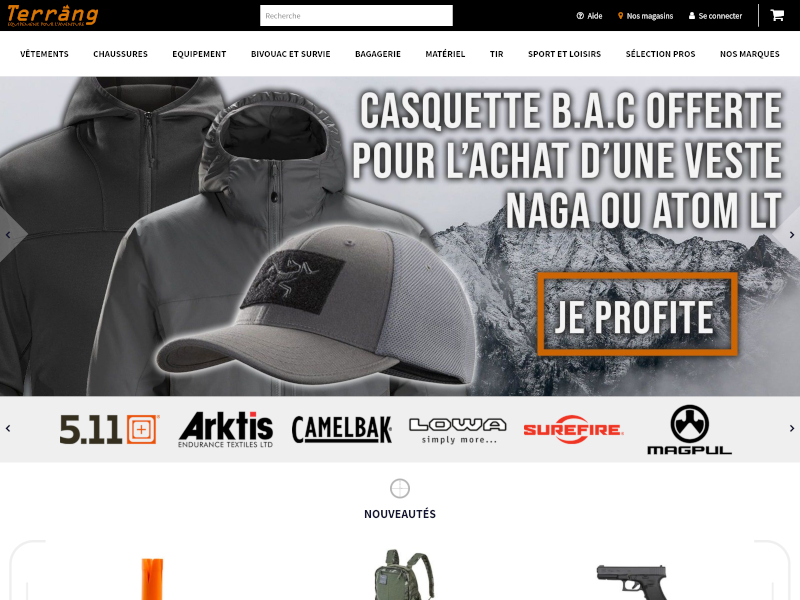 Terrång
EQUIPEMENT POUR L'AVENTURE
Recherche
Aide
Nos magasins
Se connecter
VÊTEMENTS
CHAUSSURES
EQUIPEMENT
BIVOUAC ET SURVIE
BAGAGERIE
MATÉRIEL
TIR
SPORT ET LOISIRS
SÉLECTION PROS
NOS MARQUES
CASQUETTE B.A.C OFFERTE
POUR L'ACHAT D'UNE VESTE
NAGA OU ATOM LT
JE PROFITE
5.11
Arktis
ENDURANCE TEXTILES LTD
CAMELBAK
LOWA
simply more...
SUREFIRE
MAGPUL
NOUVEAUTÉS